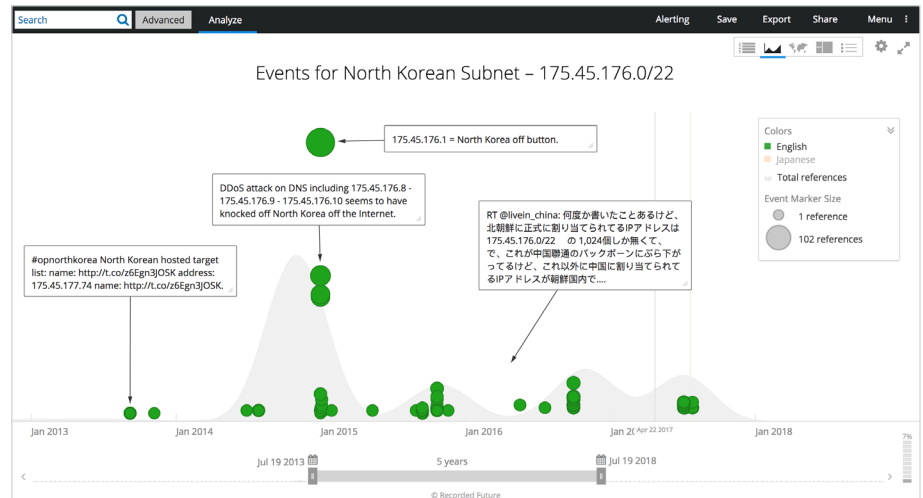 Search
Advanced
Analyze
Alerting
Save
Export
Share
Menu
Events for North Korean Subnet – 175.45.176.0/22
175.45.176.1 = North Korea off button.
Colors
English
Japanese
Total references
Event Marker Size
1 reference
102 references
DDoS attack on DNS including 175.45.176.8 -
175.45.176.9 - 175.45.176.10 seems to have
knocked off North Korea off the Internet.
RT @livein_china: 何度か書いたことあるけど、
北朝鮮に正式に割り当てられてるIPアドレスは
175.45.176.0/22 の 1,024個しか無くて、
で、これが中国聯通のバックボーンにぶら下が
ってるけど、これ以外に中国に割り当てられて
るIPアドレスが朝鮮国内で....
#opnorthkorea North Korean hosted target
list: name: http://t.co/z6Egn3JOSK address:
175.45.177.74 name: http://t.co/z6Egn3JOSK.
Jan 2013
Jan 2014
Jan 2015
Jan 2016
Jan 20
Apr 22 2017
Jan 2018
7%
Jul 19 2013
5 years
Jul 19 2018
© Recorded Future